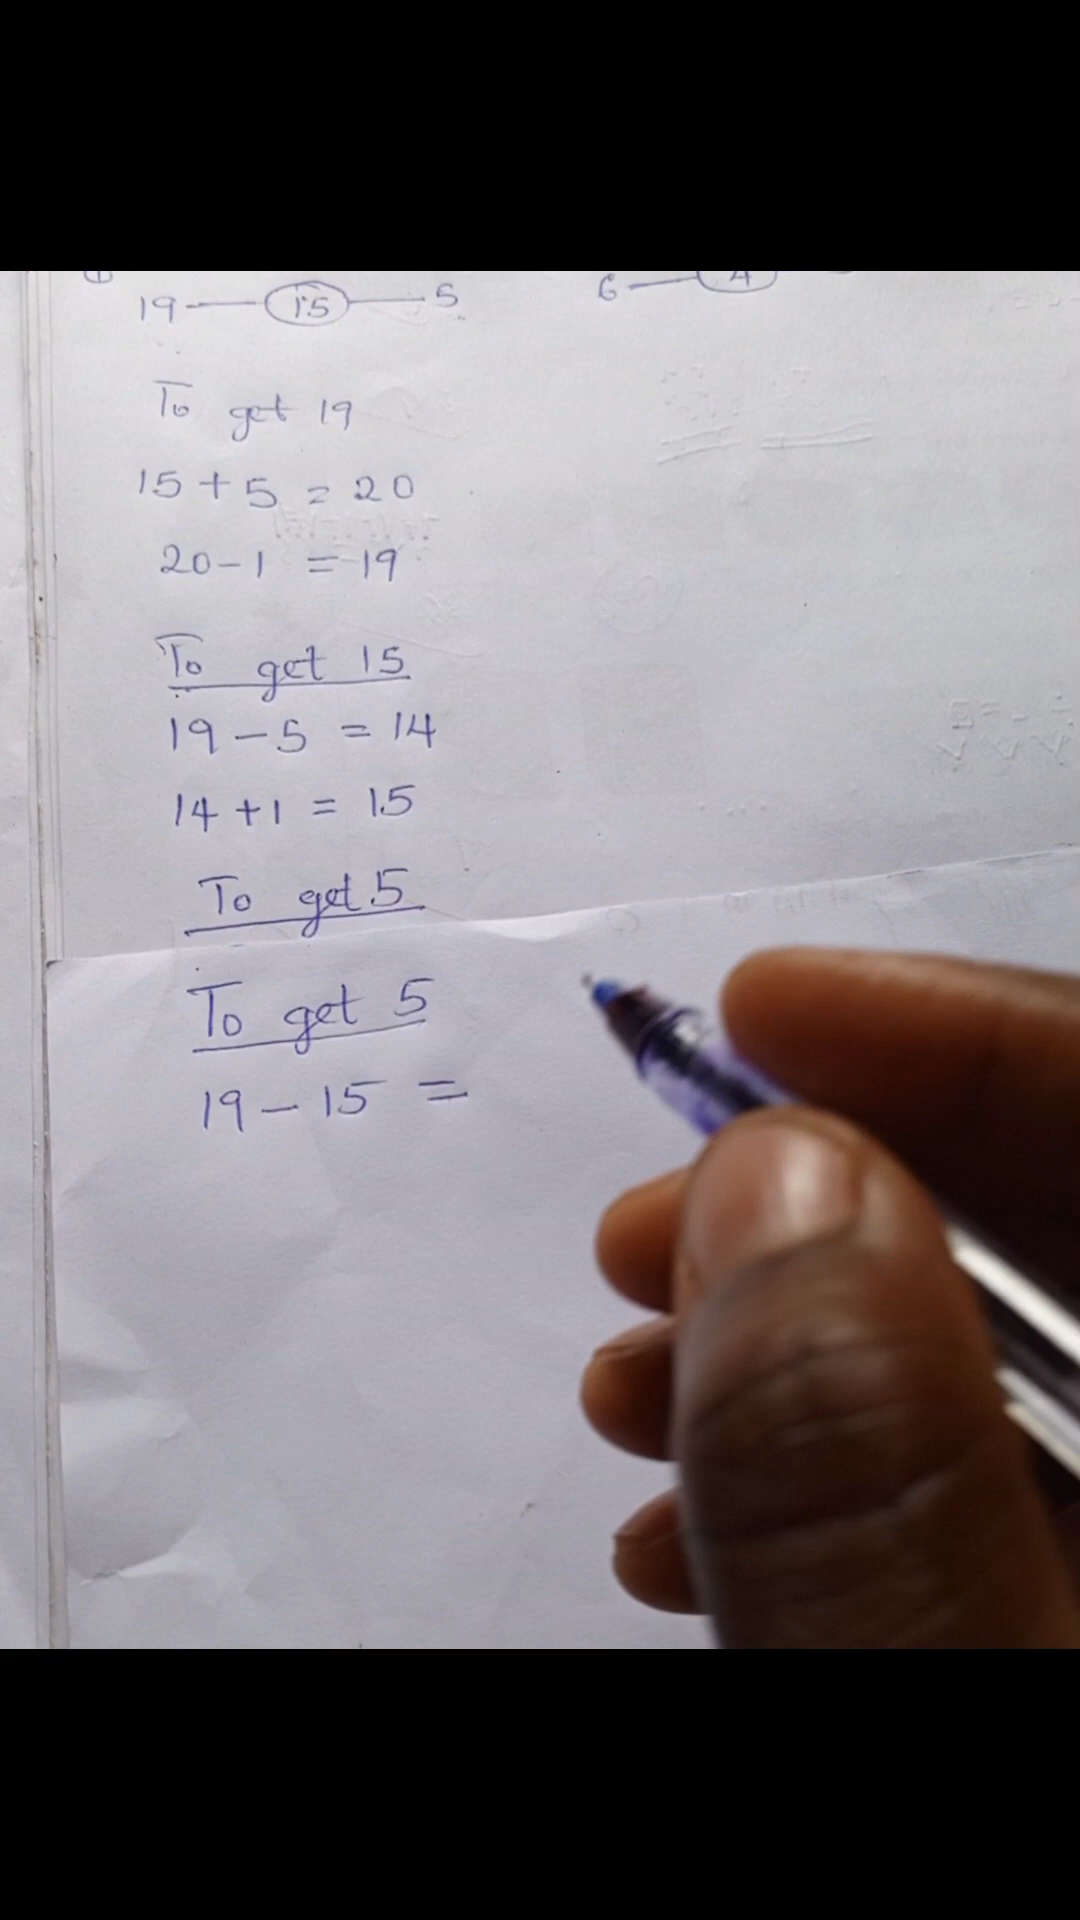 19 — 15 — 5
6 — 4
To get 19
15 + 5 = 20
20 - 1 = 19
To get 15
19 - 5 = 14
14 + 1 = 15
To get 5
To get 5
19 - 15 =